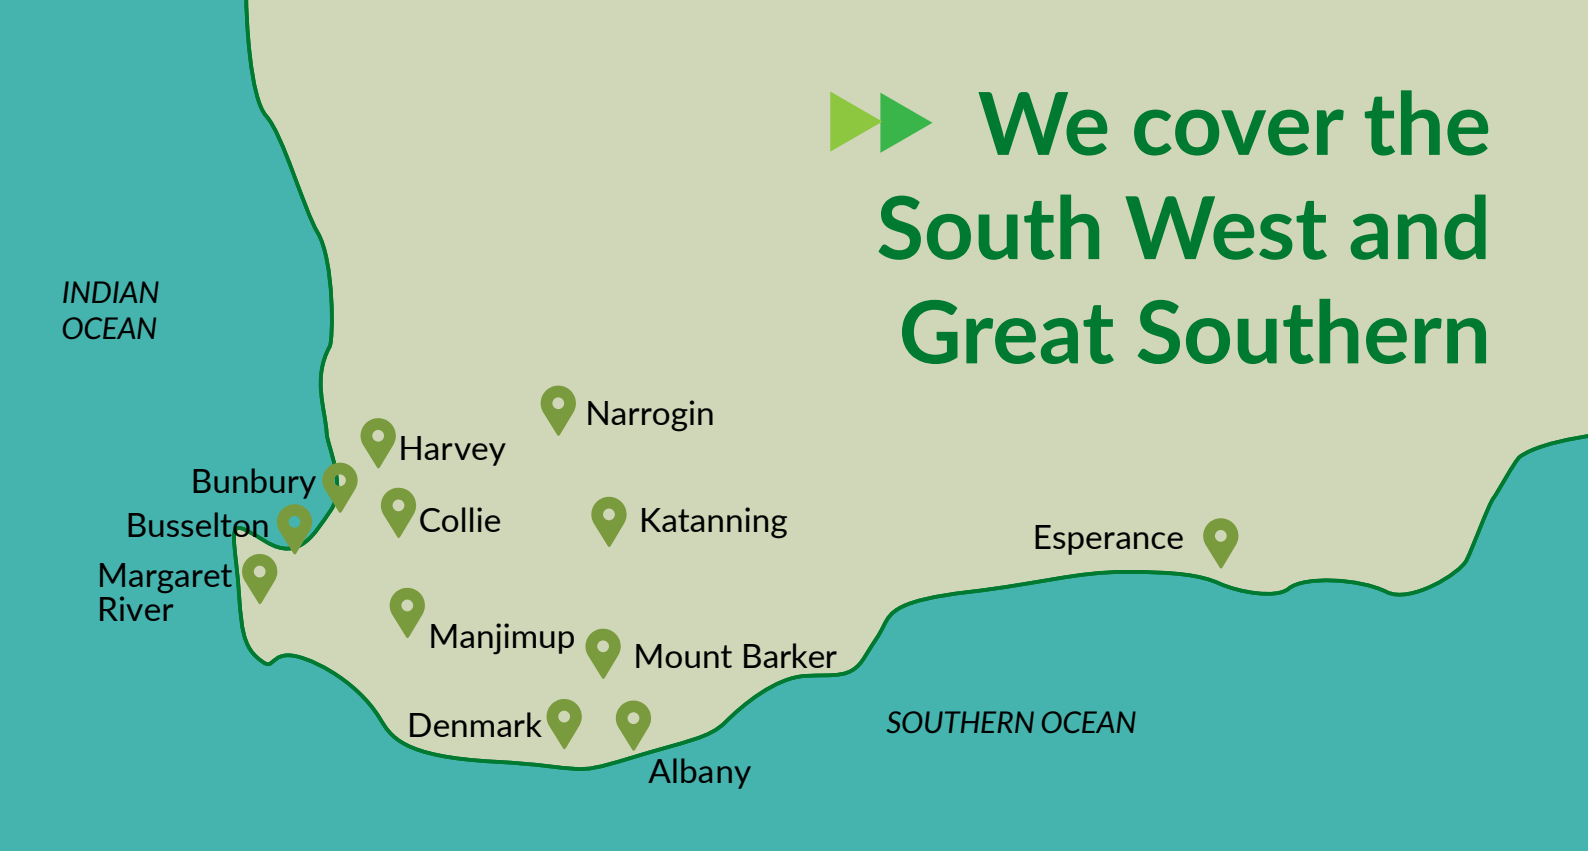 We cover the
South West and
Great Southern
INDIAN
OCEAN
Narrogin
Harvey
Bunbury
Collie
Katanning
Busselton
Esperance
Margaret
River
Manjimup
Mount Barker
Denmark
SOUTHERN OCEAN
Albany